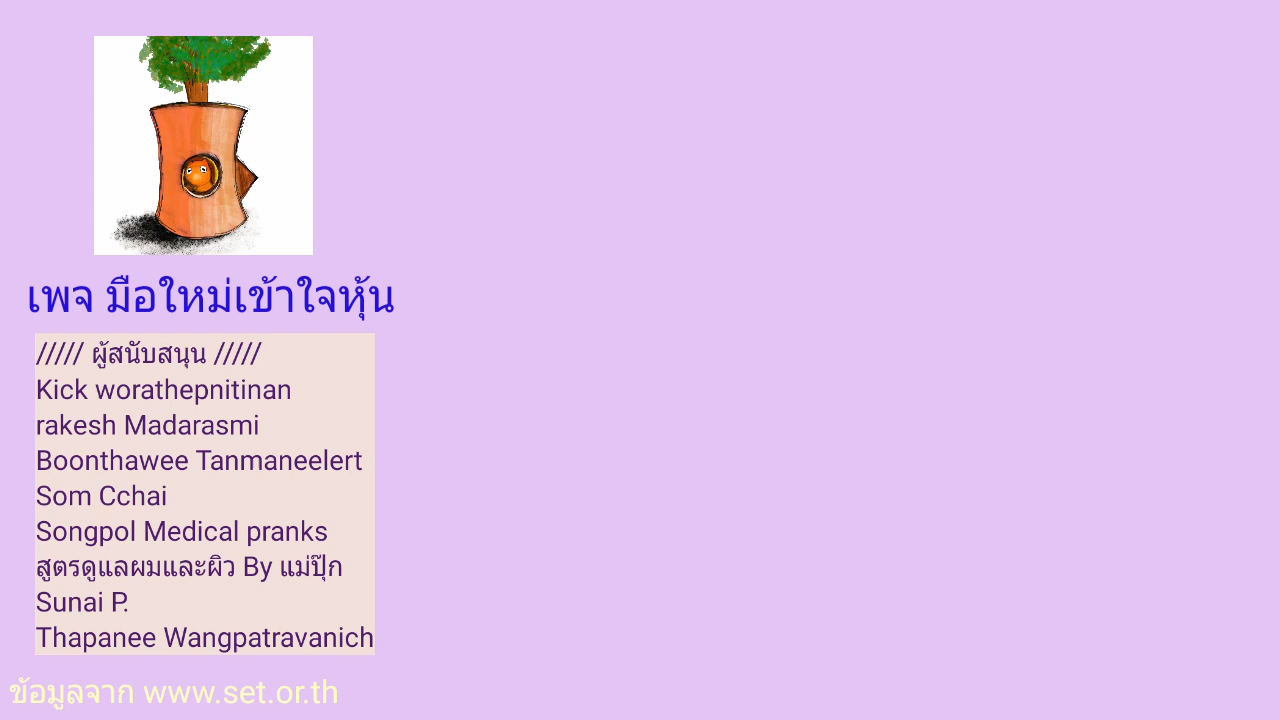 เพจ มือใหม่เข้าใจหุ้น
///// ผู้สนับสนุน /////
Kick worathepnitinan
rakesh Madarasmi
Boonthawee Tanmaneelert
Som Cchai
Songpol Medical pranks
สูตรดูแลผมและผิว By แม่ปุ๊ก
Sunai P.
Thapanee Wangpatravanich
ข้อมูลจาก www.set.or.th